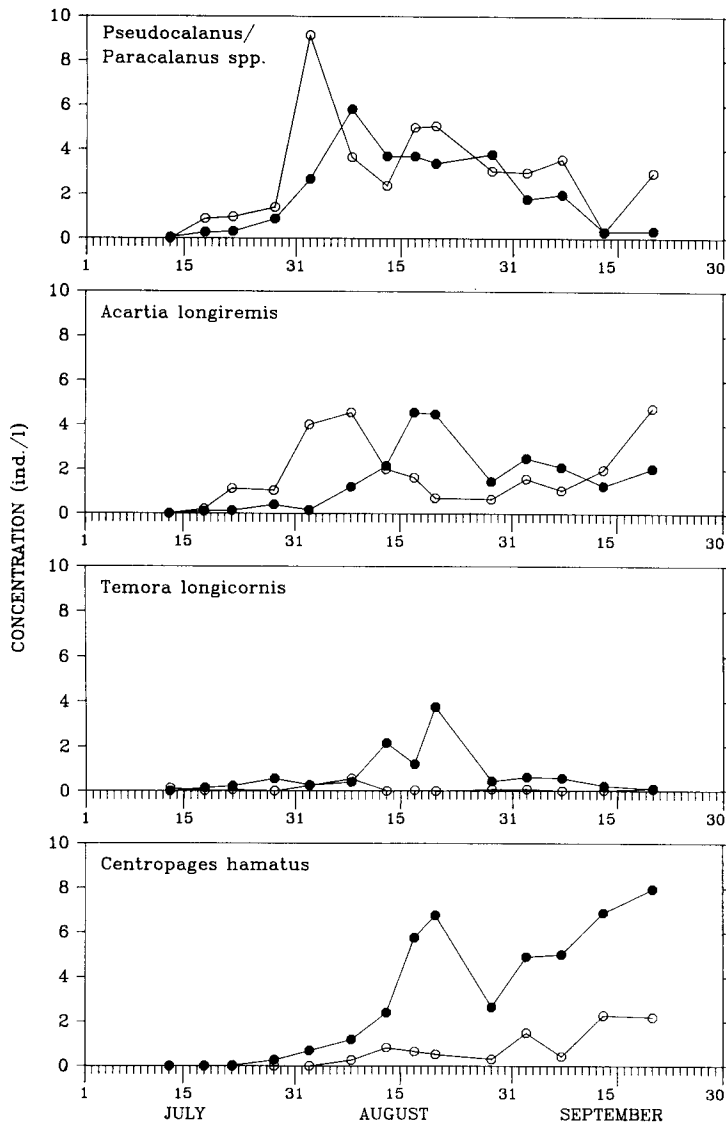 10
8
6
4
2
0
Pseudocalanus/
Paracalanus spp.
1 15 31 15 31 15 30
10
8
6
4
2
0
Acartia longiremis
1 15 31 15 31 15 30
CONCENTRATION (ind./l)
10
8
6
4
2
0
Temora longicornis
1 15 31 15 31 15 30
10
8
6
4
2
0
Centropages hamatus
1 15 31 15 31 15 30
JULY AUGUST SEPTEMBER